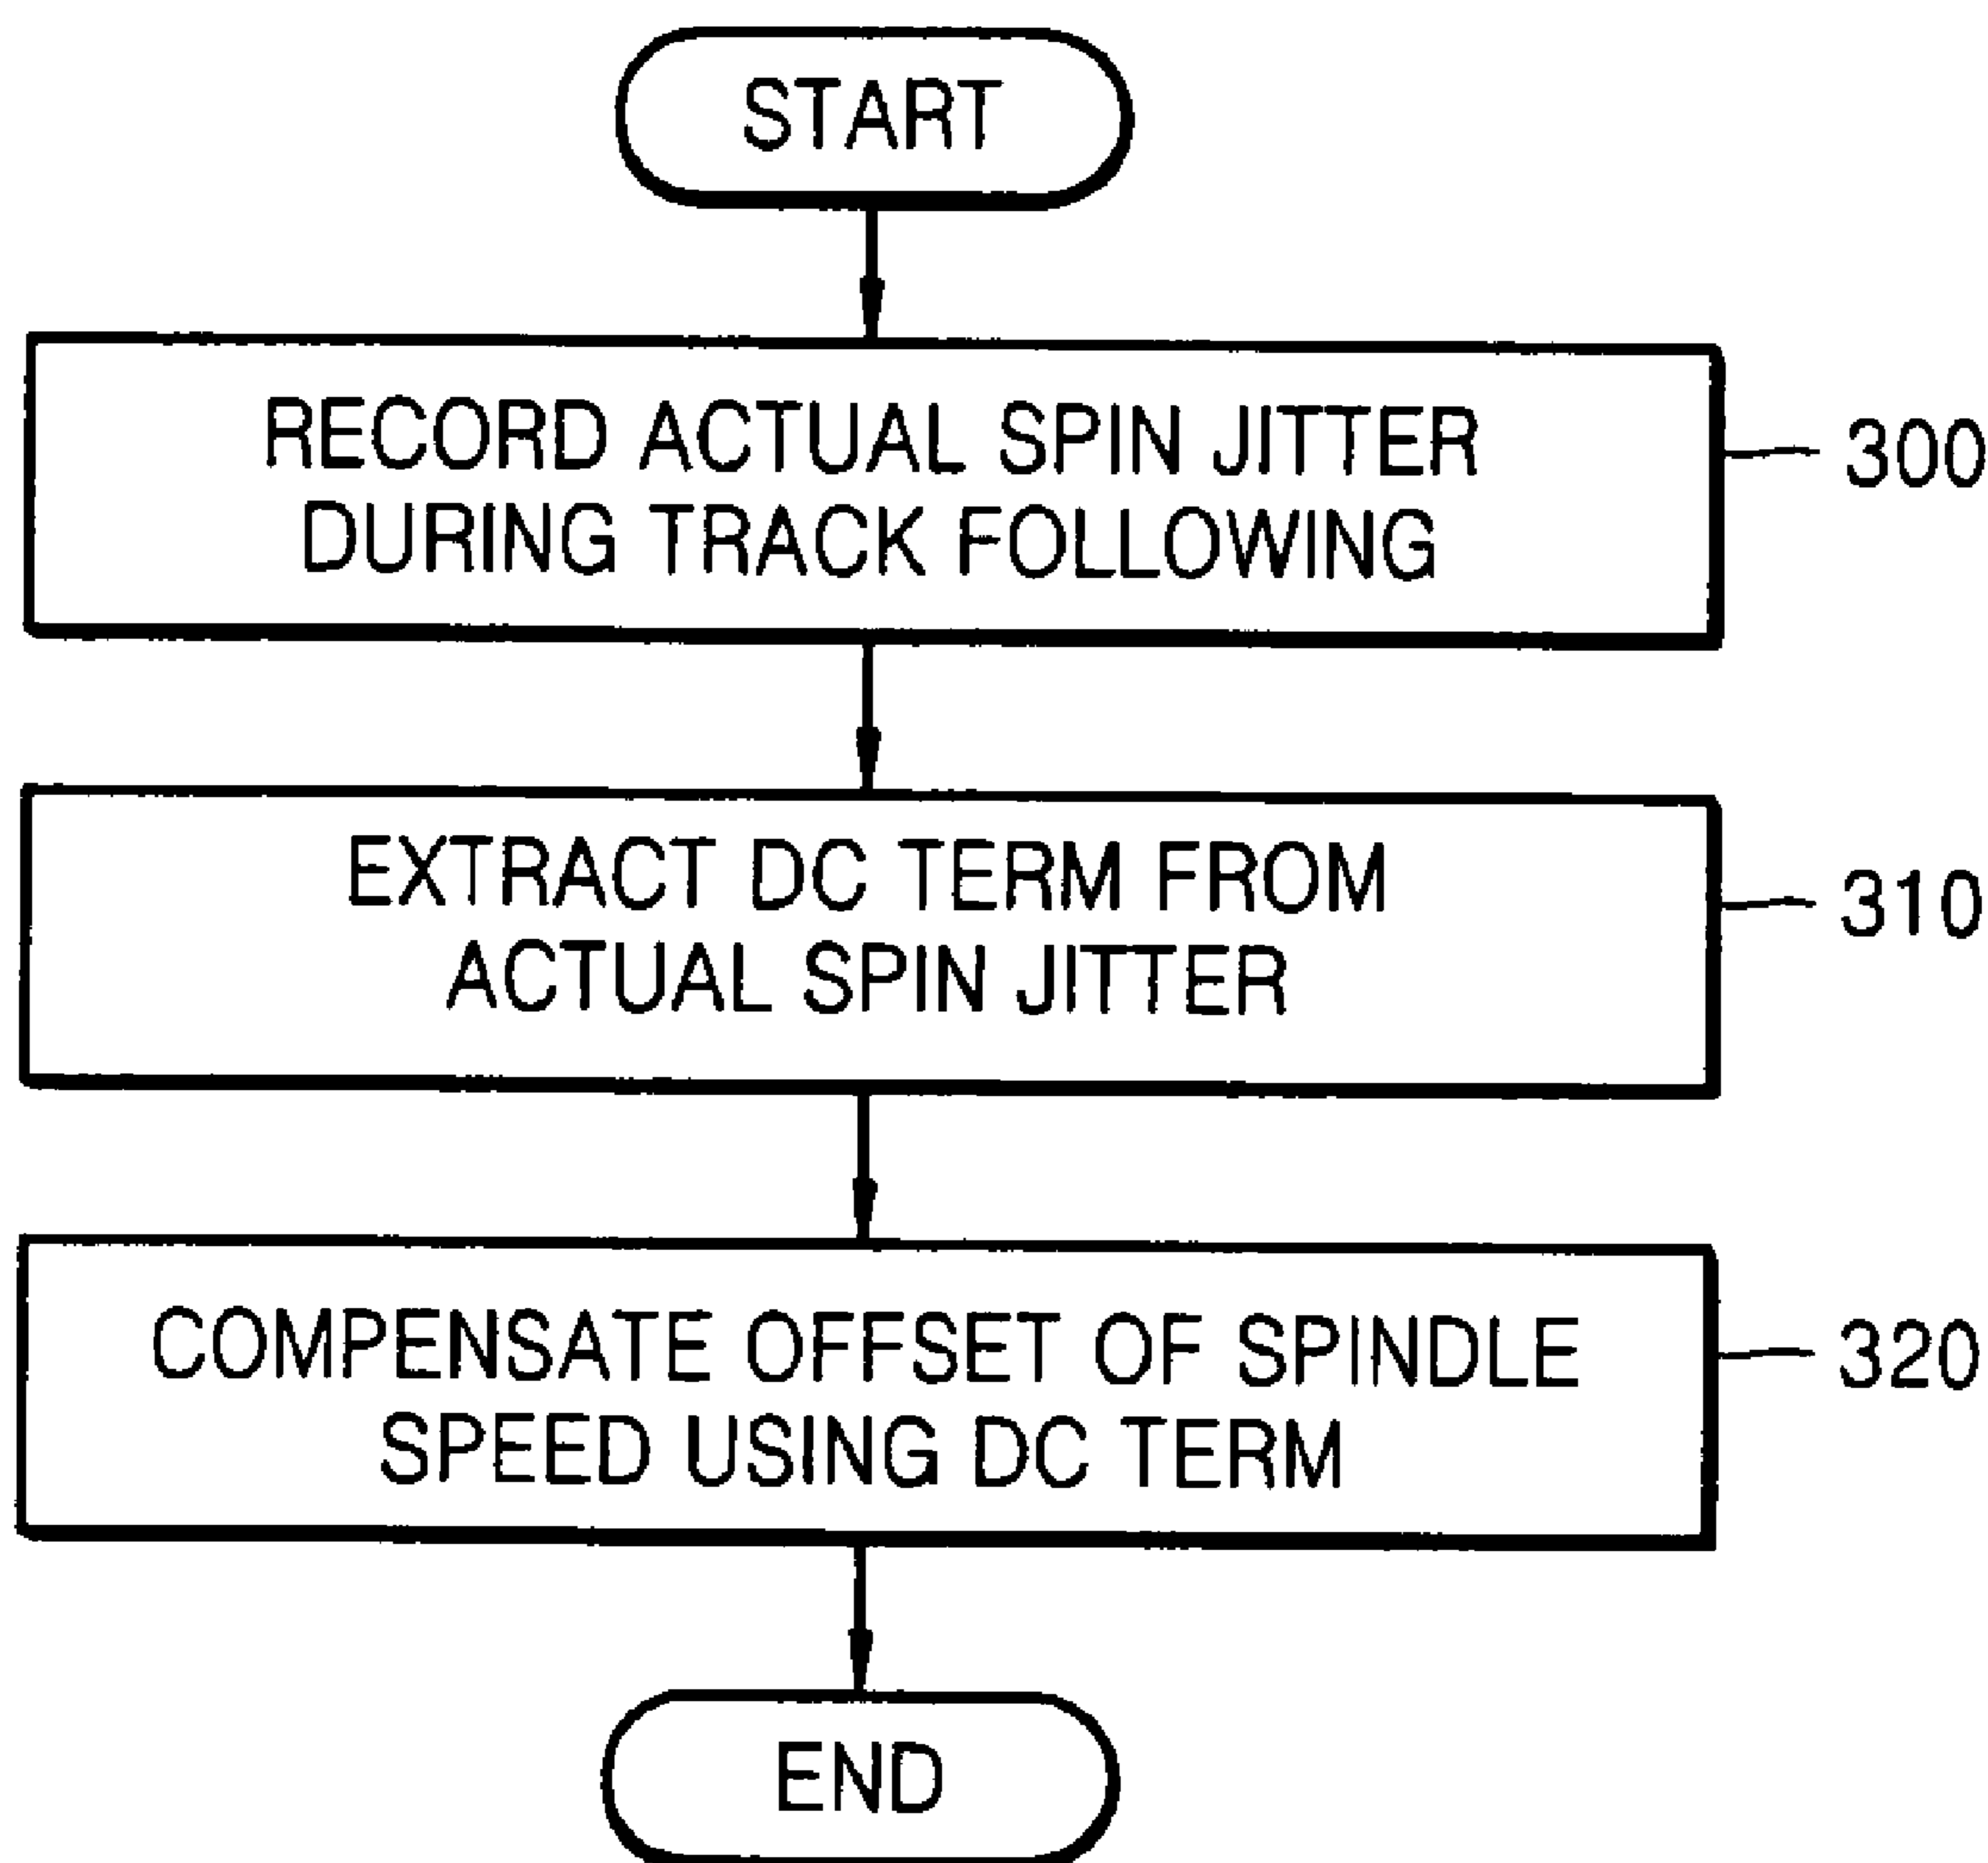 START
RECORD ACTUAL SPIN JITTER
DURING TRACK FOLLOWING
300
EXTRACT DC TERM FROM
ACTUAL SPIN JITTER
310
COMPENSATE OFFSET OF SPINDLE
SPEED USING DC TERM
320
END